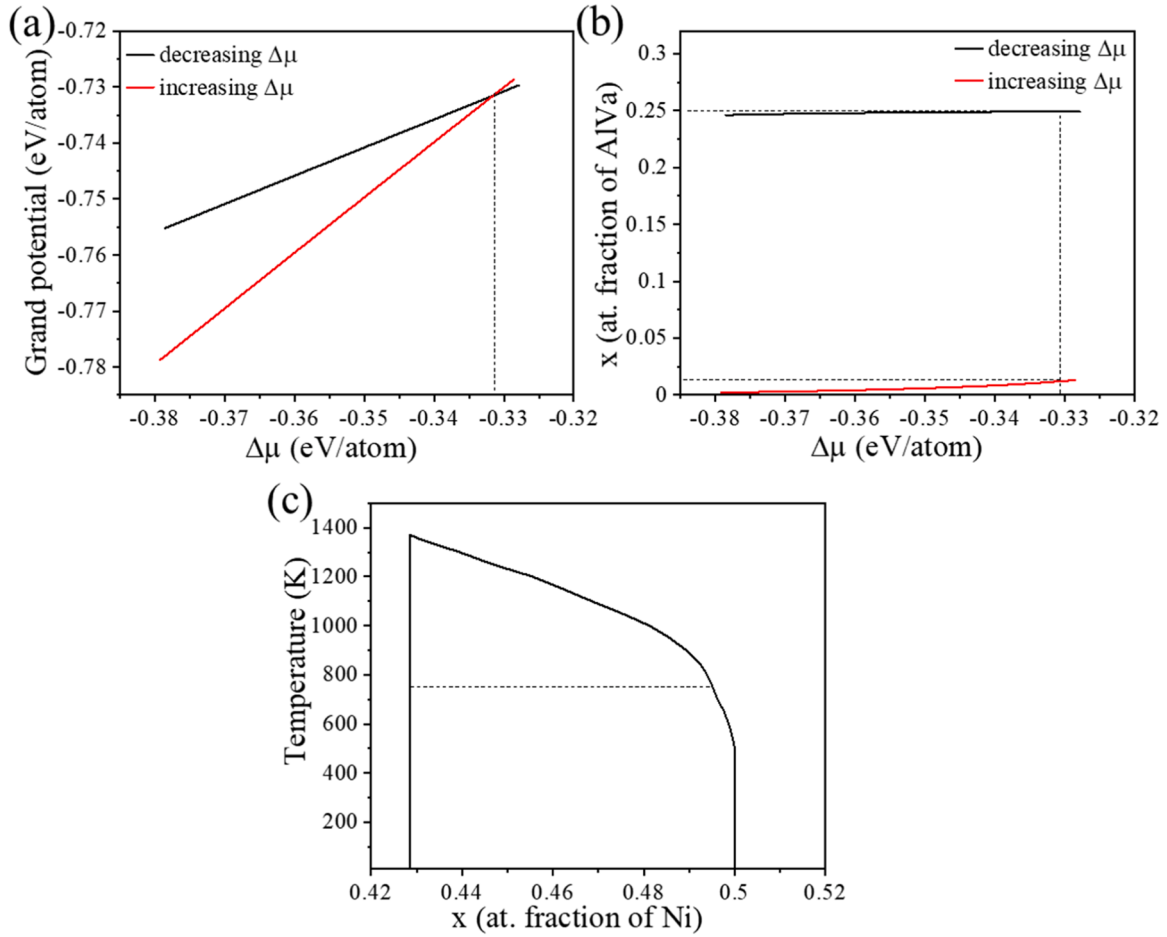 (a)
-0.72
-0.73
-0.74
-0.75
-0.76
-0.77
-0.78
Grand potential (eV/atom)
decreasing Δμ
increasing Δμ
-0.38 -0.37 -0.36 -0.35 -0.34 -0.33 -0.32
Δμ (eV/atom)
(b)
0.3
0.25
0.2
0.15
0.1
0.05
0
x (at. fraction of AlVa)
decreasing Δμ
increasing Δμ
-0.38 -0.37 -0.36 -0.35 -0.34 -0.33 -0.32
Δμ (eV/atom)
(c)
1400
1200
1000
800
600
400
200
Temperature (K)
0.42 0.44 0.46 0.48 0.5 0.52
x (at. fraction of Ni)